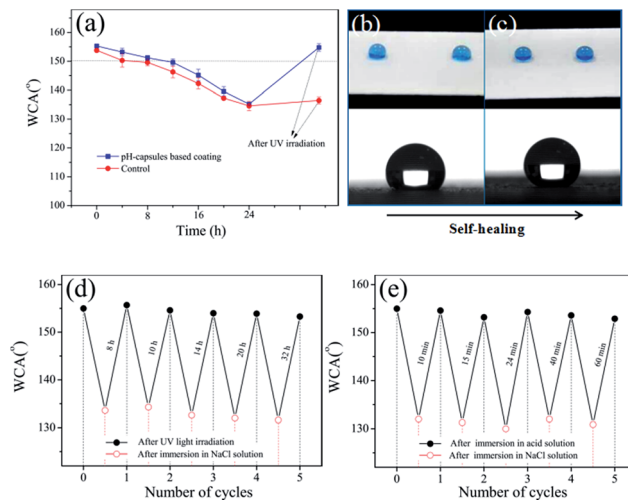 (a)
160
155
150
145
140
135
130
125
120
115
110
105
100
WCA(°)
After UV irradiation
pH-capsules based coating
Control
0 4 8 12 16 20 24
Time (h)
(b)
(c)
Self-healing
(d)
160
150
140
130
WCA(°)
8 h
10 h
14 h
20 h
32 h
After UV light irradiation
After immersion in NaCl solution
0 1 2 3 4 5
Number of cycles
(e)
160
150
140
130
WCA(°)
10 min
15 min
24 min
40 min
60 min
After immersion in acid solution
After immersion in NaCl solution
0 1 2 3 4 5
Number of cycles